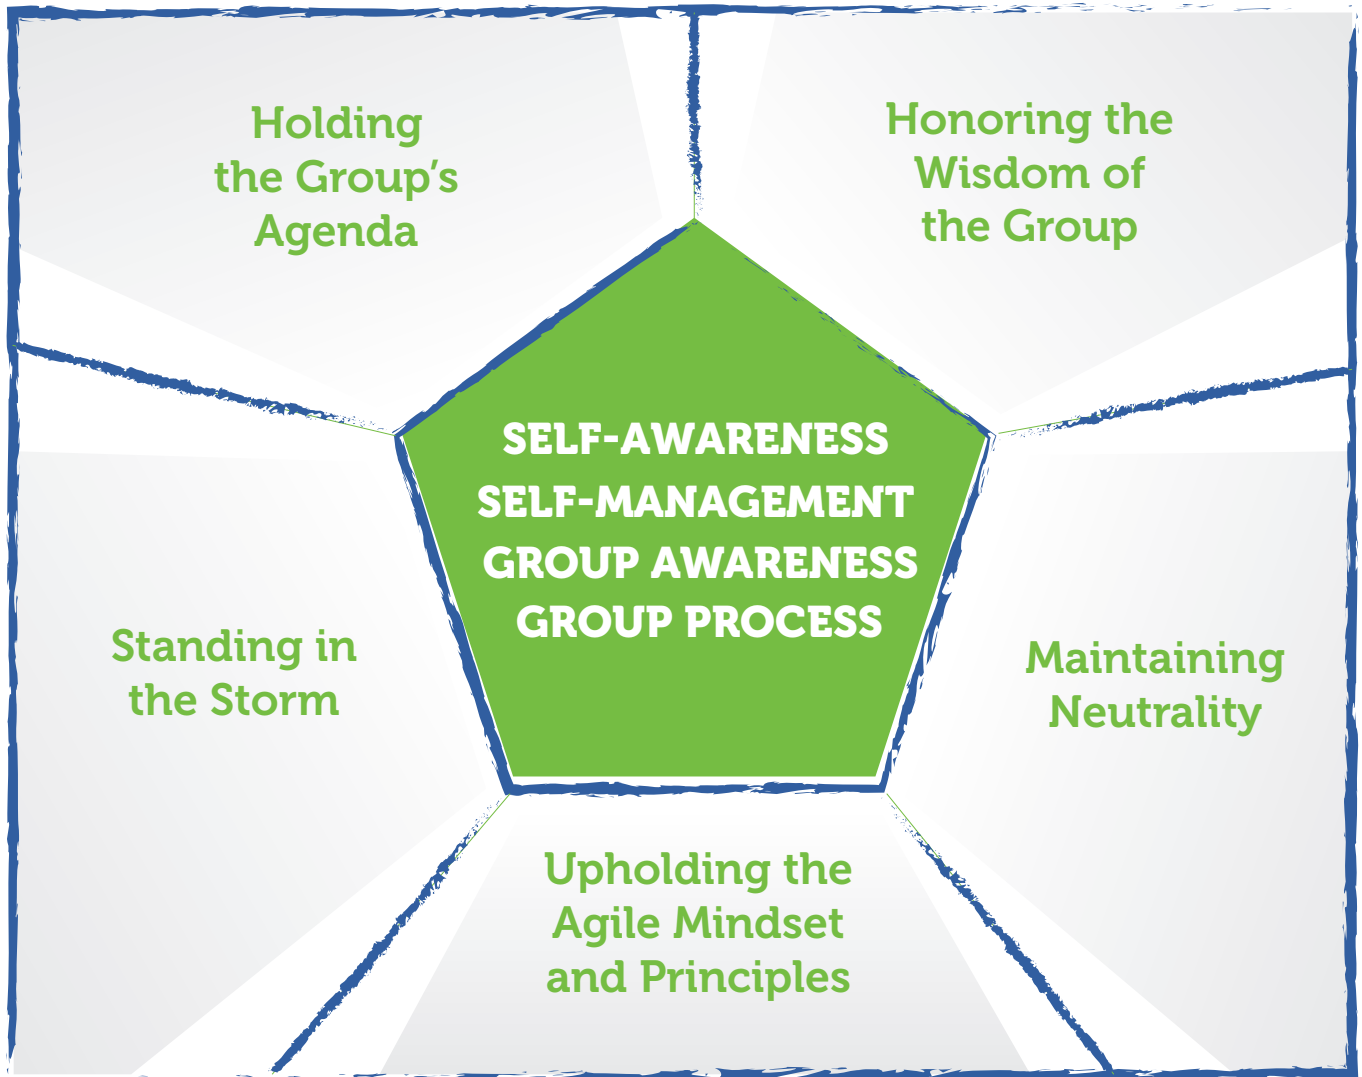 Holding
the Group's
Agenda
Honoring the
Wisdom of
the Group
SELF-AWARENESS
SELF-MANAGEMENT
GROUP AWARENESS
GROUP PROCESS
Standing in
the Storm
Maintaining
Neutrality
Upholding the
Agile Mindset
and Principles